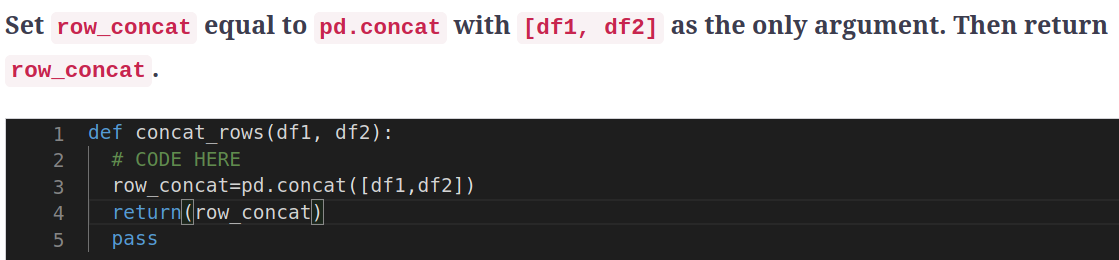 Set row_concat equal to pd.concat with [df1, df2] as the only argument. Then return
row_concat.
1 def concat_rows(df1, df2):
2 # CODE HERE
3 row_concat=pd.concat([df1,df2])
4 return(row_concat)
5 pass